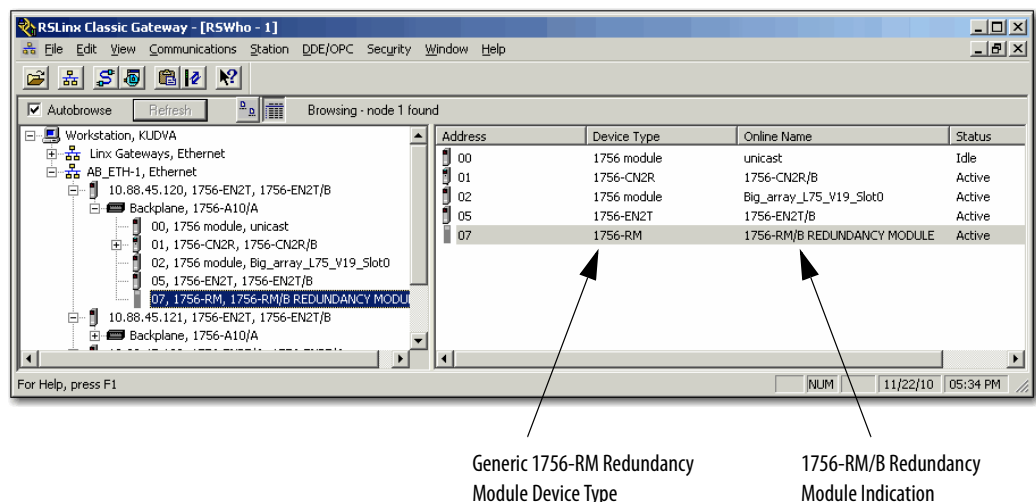 RSLinx Classic Gateway - [RSWho - 1]
File Edit View Communications Station DDE/OPC Security Window Help
Autobrowse Refresh Browsing - node 1 found
Workstation, KUDVA
Linx Gateways, Ethernet
AB_ETH-1, Ethernet
10.88.45.120, 1756-EN2T, 1756-EN2T/B
Backplane, 1756-A10/A
00, 1756 module, unicast
01, 1756-CN2R, 1756-CN2R/B
02, 1756 module, Big_array_L75_V19_Slot0
05, 1756-EN2T, 1756-EN2T/B
07, 1756-RM, 1756-RM/B REDUNDANCY MODUL
10.88.45.121, 1756-EN2T, 1756-EN2T/B
Backplane, 1756-A10/A
Address Device Type Online Name Status
00 1756 module unicast Idle
01 1756-CN2R 1756-CN2R/B Active
02 1756 module Big_array_L75_V19_Slot0 Active
05 1756-EN2T 1756-EN2T/B Active
07 1756-RM 1756-RM/B REDUNDANCY MODULE Active
For Help, press F1 NUM 11/22/10 05:34 PM
Generic 1756-RM Redundancy
Module Device Type
1756-RM/B Redundancy
Module Indication